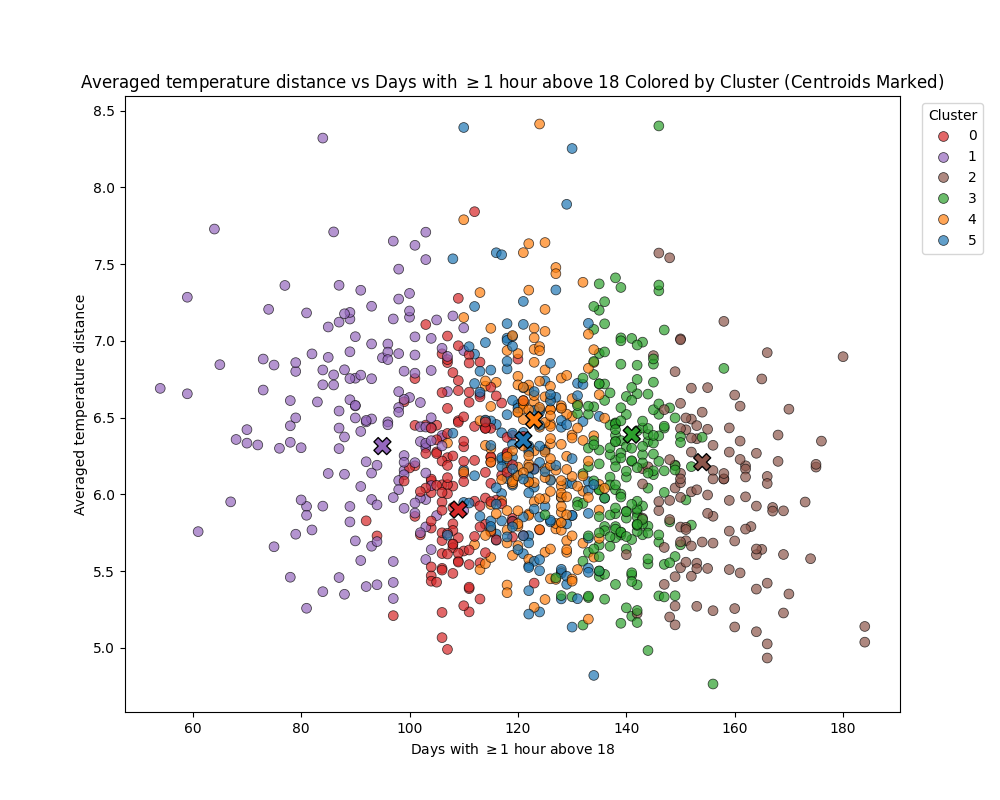 Averaged temperature distance vs Days with ≥1 hour above 18 Colored by Cluster (Centroids Marked)
Cluster
0
1
2
3
4
5
Averaged temperature distance
8.5
8.0
7.5
7.0
6.5
6.0
5.5
5.0
60 80 100 120 140 160 180
Days with ≥1 hour above 18